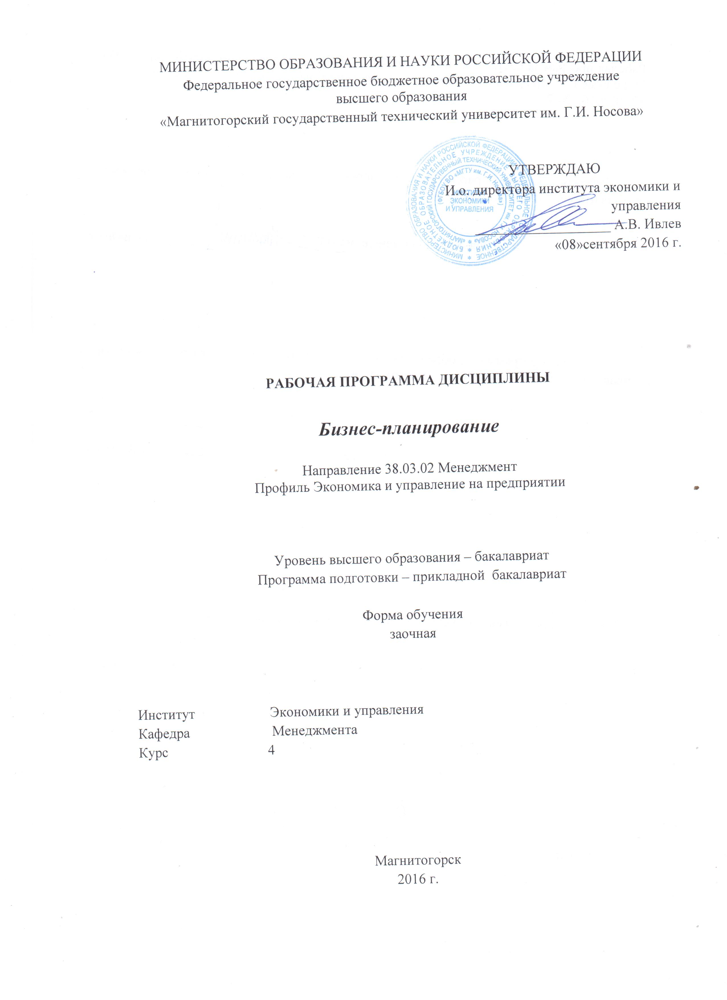 МИНИСТЕРСТВО ОБРАЗОВАНИЯ И НАУКИ РОССИЙСКОЙ ФЕДЕРАЦИИ
Федеральное государственное бюджетное образовательное учреждение
высшего образования
«Магнитогорский государственный технический университет им. Г.И. Носова»
УТВЕРЖДАЮ
И.о. директора института экономики и
управления
А.В. Ивлев
«08»сентября 2016 г.
МИНИСТЕРСТВО ОБРАЗОВАНИЯ И НАУКИ РОССИЙСКОЙ ФЕДЕРАЦИИ * ФЕДЕРАЛЬНОЕ ГОСУДАРСТВЕННОЕ *
БЮДЖЕТНОЕ ОБРАЗОВАТЕЛЬНОЕ УЧРЕЖДЕНИЕ ВЫСШЕГО ОБРАЗОВАНИЯ *
«МАГНИТОГОРСКИЙ ГОСУДАРСТВЕННЫЙ ТЕХНИЧЕСКИЙ УНИВЕРСИТЕТ им. Г.И. НОСОВА» *
(ФГБОУ ВО «МГТУ им. Г.И. Носова»)
ИНСТИТУТ
ЭКОНОМИКИ
И УПРАВЛЕНИЯ
РАБОЧАЯ ПРОГРАММА ДИСЦИПЛИНЫ
Бизнес-планирование
Направление 38.03.02 Менеджмент
Профиль Экономика и управление на предприятии
Уровень высшего образования – бакалавриат
Программа подготовки – прикладной бакалавриат
Форма обучения
заочная
Институт Экономики и управления
Кафедра Менеджмента
Курс 4
Магнитогорск
2016 г.